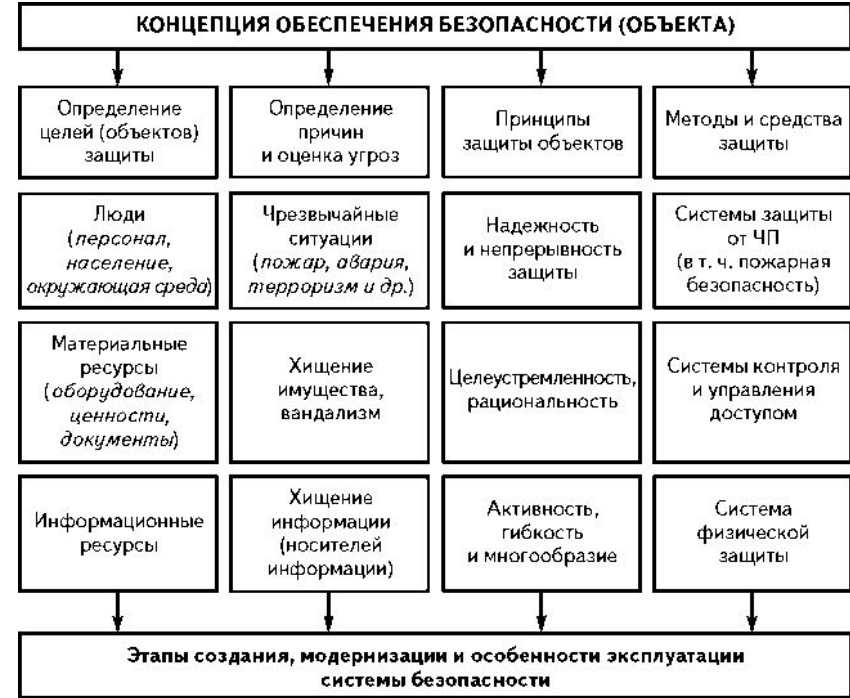 КОНЦЕПЦИЯ ОБЕСПЕЧЕНИЯ БЕЗОПАСНОСТИ (ОБЪЕКТА)
Определение
целей (объектов)
защиты
Определение
причин
и оценка угроз
Принципы
защиты объектов
Методы и средства
защиты
Люди
(персонал,
население,
окружающая среда)
Чрезвычайные
ситуации
(пожар, авария,
терроризм и др.)
Надежность
и непрерывность
защиты
Системы защиты
от ЧП
(в т. ч. пожарная
безопасность)
Материальные
ресурсы
(оборудование,
ценности,
документы)
Хищение
имущества,
вандализм
Целеустремленность,
рациональность
Системы контроля
и управления
доступом
Информационные
ресурсы
Хищение
информации
(носителей
информации)
Активность,
гибкость
и многообразие
Система
физической
защиты
Этапы создания, модернизации и особенности эксплуатации
системы безопасности